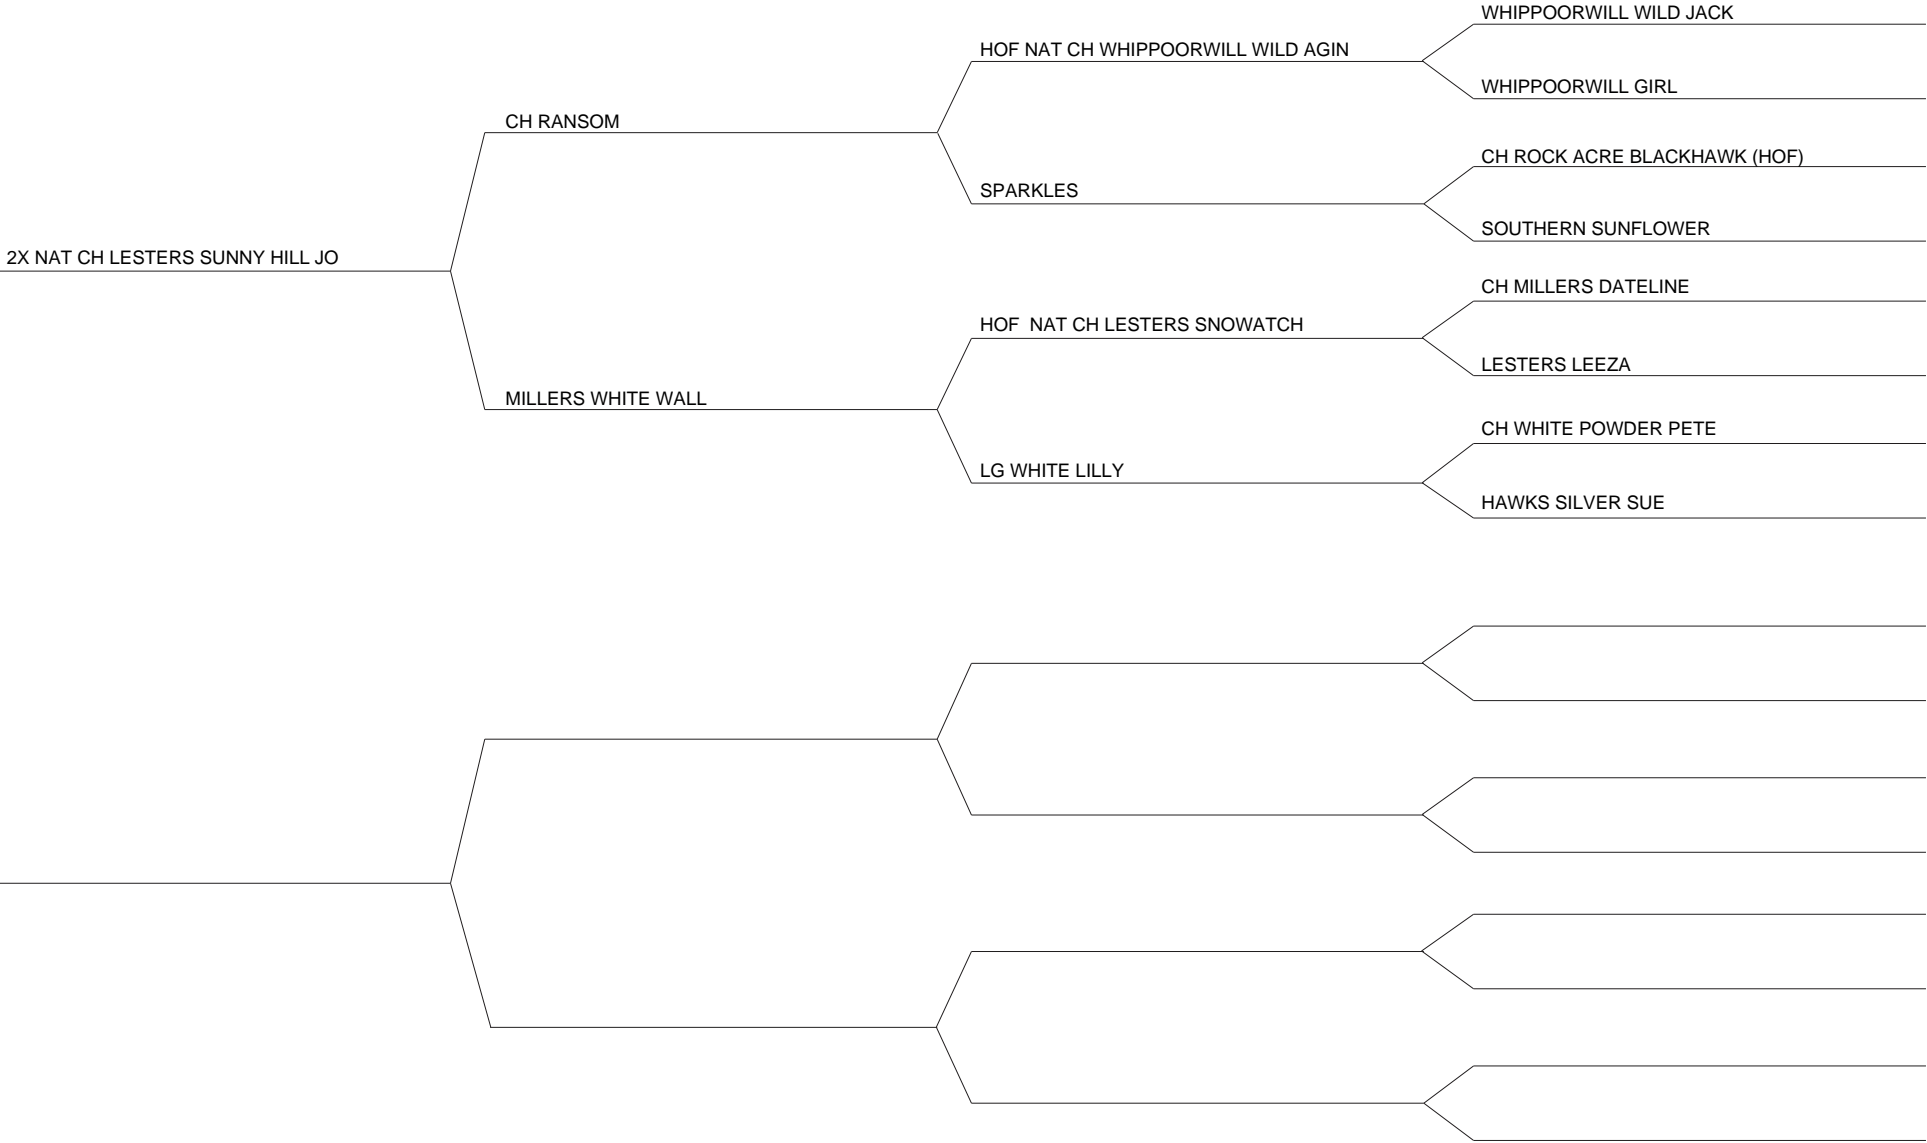 WHIPPOORWILL WILD JACK
HOF NAT CH WHIPPOORWILL WILD AGIN
WHIPPOORWILL GIRL
CH RANSOM
CH ROCK ACRE BLACKHAWK (HOF)
SPARKLES
SOUTHERN SUNFLOWER
2X NAT CH LESTERS SUNNY HILL JO
CH MILLERS DATELINE
HOF  NAT CH LESTERS SNOWATCH
LESTERS LEEZA
MILLERS WHITE WALL
CH WHITE POWDER PETE
LG WHITE LILLY
HAWKS SILVER SUE